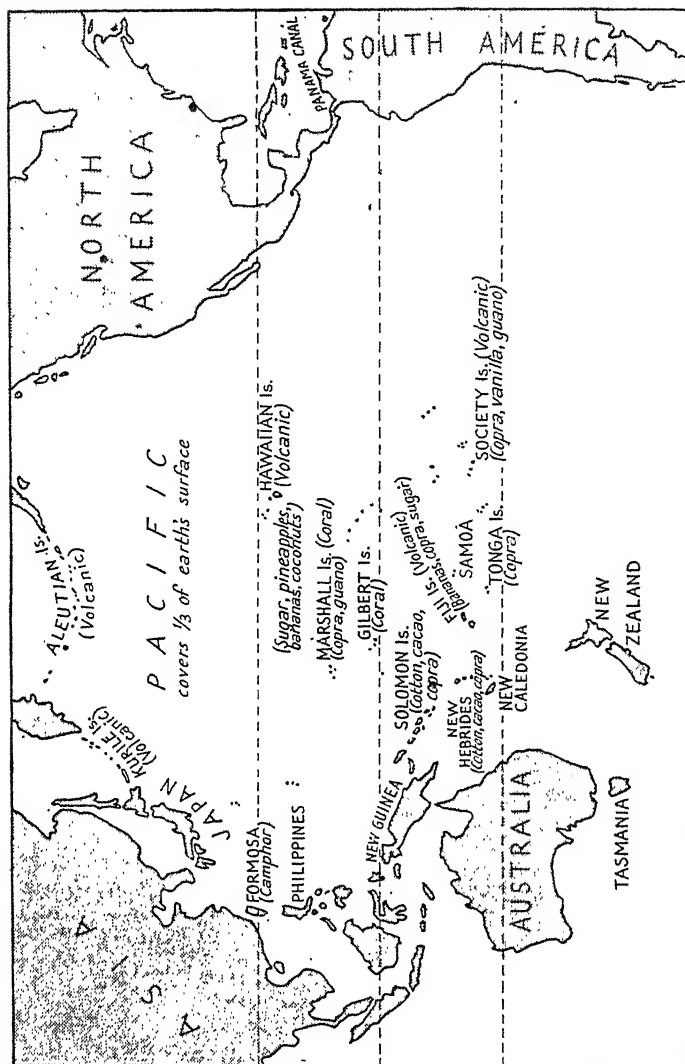 NORTH
AMERICA
SOUTH AMERICA
PANAMA CANAL
PACIFIC
covers 1/3 of earth's surface
ALEUTIAN Is.
(Volcanic)
KURILE Is.
(Volcanic)
ASIA
JAPAN
FORMOSA
(Camphor)
PHILIPPINES
HAWAIIAN Is.
(Volcanic)
(Sugar, pineapples,
bananas, coconuts)
MARSHALL Is. (Coral)
(Copra, guano)
GILBERT Is.
(Coral)
NEW GUINEA
SOLOMON Is.
(Cotton, cacao,
copra)
FIJI Is. (Volcanic)
(Bananas, copra, sugar)
SAMOA
TONGA Is.
(Copra)
SOCIETY Is. (Volcanic)
(Copra, vanilla, guano)
NEW
HEBRIDES
(Cotton, cacao, copra)
NEW
CALEDONIA
AUSTRALIA
TASMANIA
NEW
ZEALAND